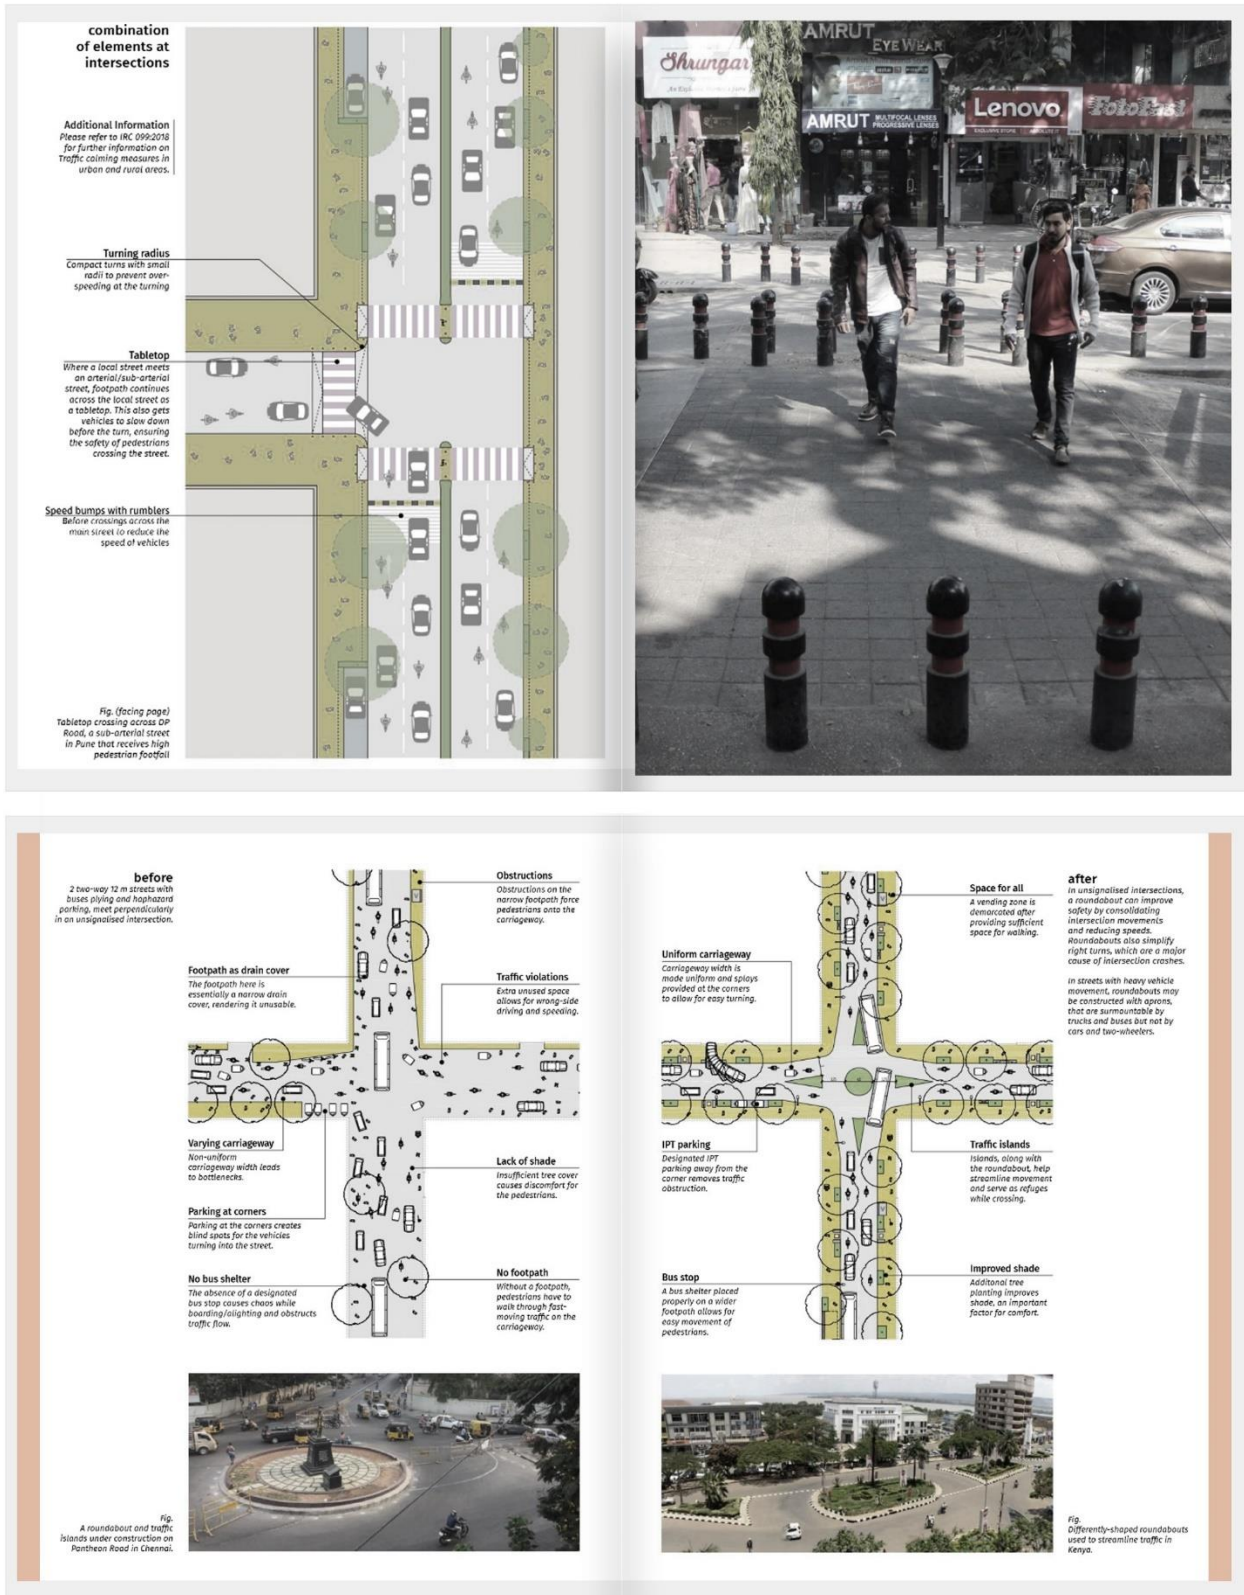 combination
of elements at
intersections
Additional Information
Please refer to IRC 099:2018
for further information on
Traffic calming measures in
urban and rural areas.
Turning radius
Compact turns with small
radii to prevent over-
speeding at the turning
Tabletop
Where a local street meets
an arterial/sub-arterial
street, footpath continues
across the local street as
a tabletop. This also gets
vehicles to slow down
before the turn, ensuring
the safety of pedestrians
crossing the street.
Speed bumps with rumblers
Before crossings across the
main street to reduce the
speed of vehicles
Fig. (facing page)
Tabletop crossing across DP
Road, a sub-arterial street
in Pune that receives high
pedestrian footfall
Shrungar
AMRUT
EYE WEAR
AMRUT
MULTIFOCAL LENSES
PROGRESSIVE LENSES
Lenovo
EXCLUSIVE STORE
FotoFast
before
2 two-way 12 m streets with
buses plying and haphazard
parking, meet perpendicularly
in an unsignalised intersection.
Obstructions
Obstructions on the
narrow footpath force
pedestrians onto the
carriageway.
Footpath as drain cover
The footpath here is
essentially a narrow drain
cover, rendering it unusable.
Traffic violations
Extra unused space
allows for wrong-side
driving and speeding.
Varying carriageway
Non-uniform
carriageway width leads
to bottlenecks.
Lack of shade
Insufficient tree cover
causes discomfort for
the pedestrians.
Parking at corners
Parking at the corners creates
blind spots for the vehicles
turning into the street.
No bus shelter
The absence of a designated
bus stop causes chaos while
boarding/alighting and obstructs
traffic flow.
No footpath
Without a footpath,
pedestrians have to
walk through fast-
moving traffic on the
carriageway.
Fig.
A roundabout and traffic
islands under construction on
Pantheon Road in Chennai.
Space for all
A vending zone is
demarcated after
providing sufficient
space for walking.
after
In unsignalised intersections,
a roundabout can improve
safety by consolidating
intersection movements
and reducing speeds.
Roundabouts also simplify
right turns, which are a major
cause of intersection crashes.
In streets with heavy vehicle
movement, roundabouts may
be constructed with aprons,
that are surmountable by
trucks and buses but not by
cars and two-wheelers.
Uniform carriageway
Carriageway width is
made uniform and splays
provided at the corners
to allow for easy turning.
IPT parking
Designated IPT
parking away from the
corner removes traffic
obstruction.
Traffic islands
Islands, along with
the roundabout, help
streamline movement
and serve as refuges
while crossing.
Bus stop
A bus shelter placed
properly on a wider
footpath allows for
easy movement of
pedestrians.
Improved shade
Additonal tree
planting improves
shade, an important
factor for comfort.
Fig.
Differently-shaped roundabouts
used to streamline traffic in
Kenya.